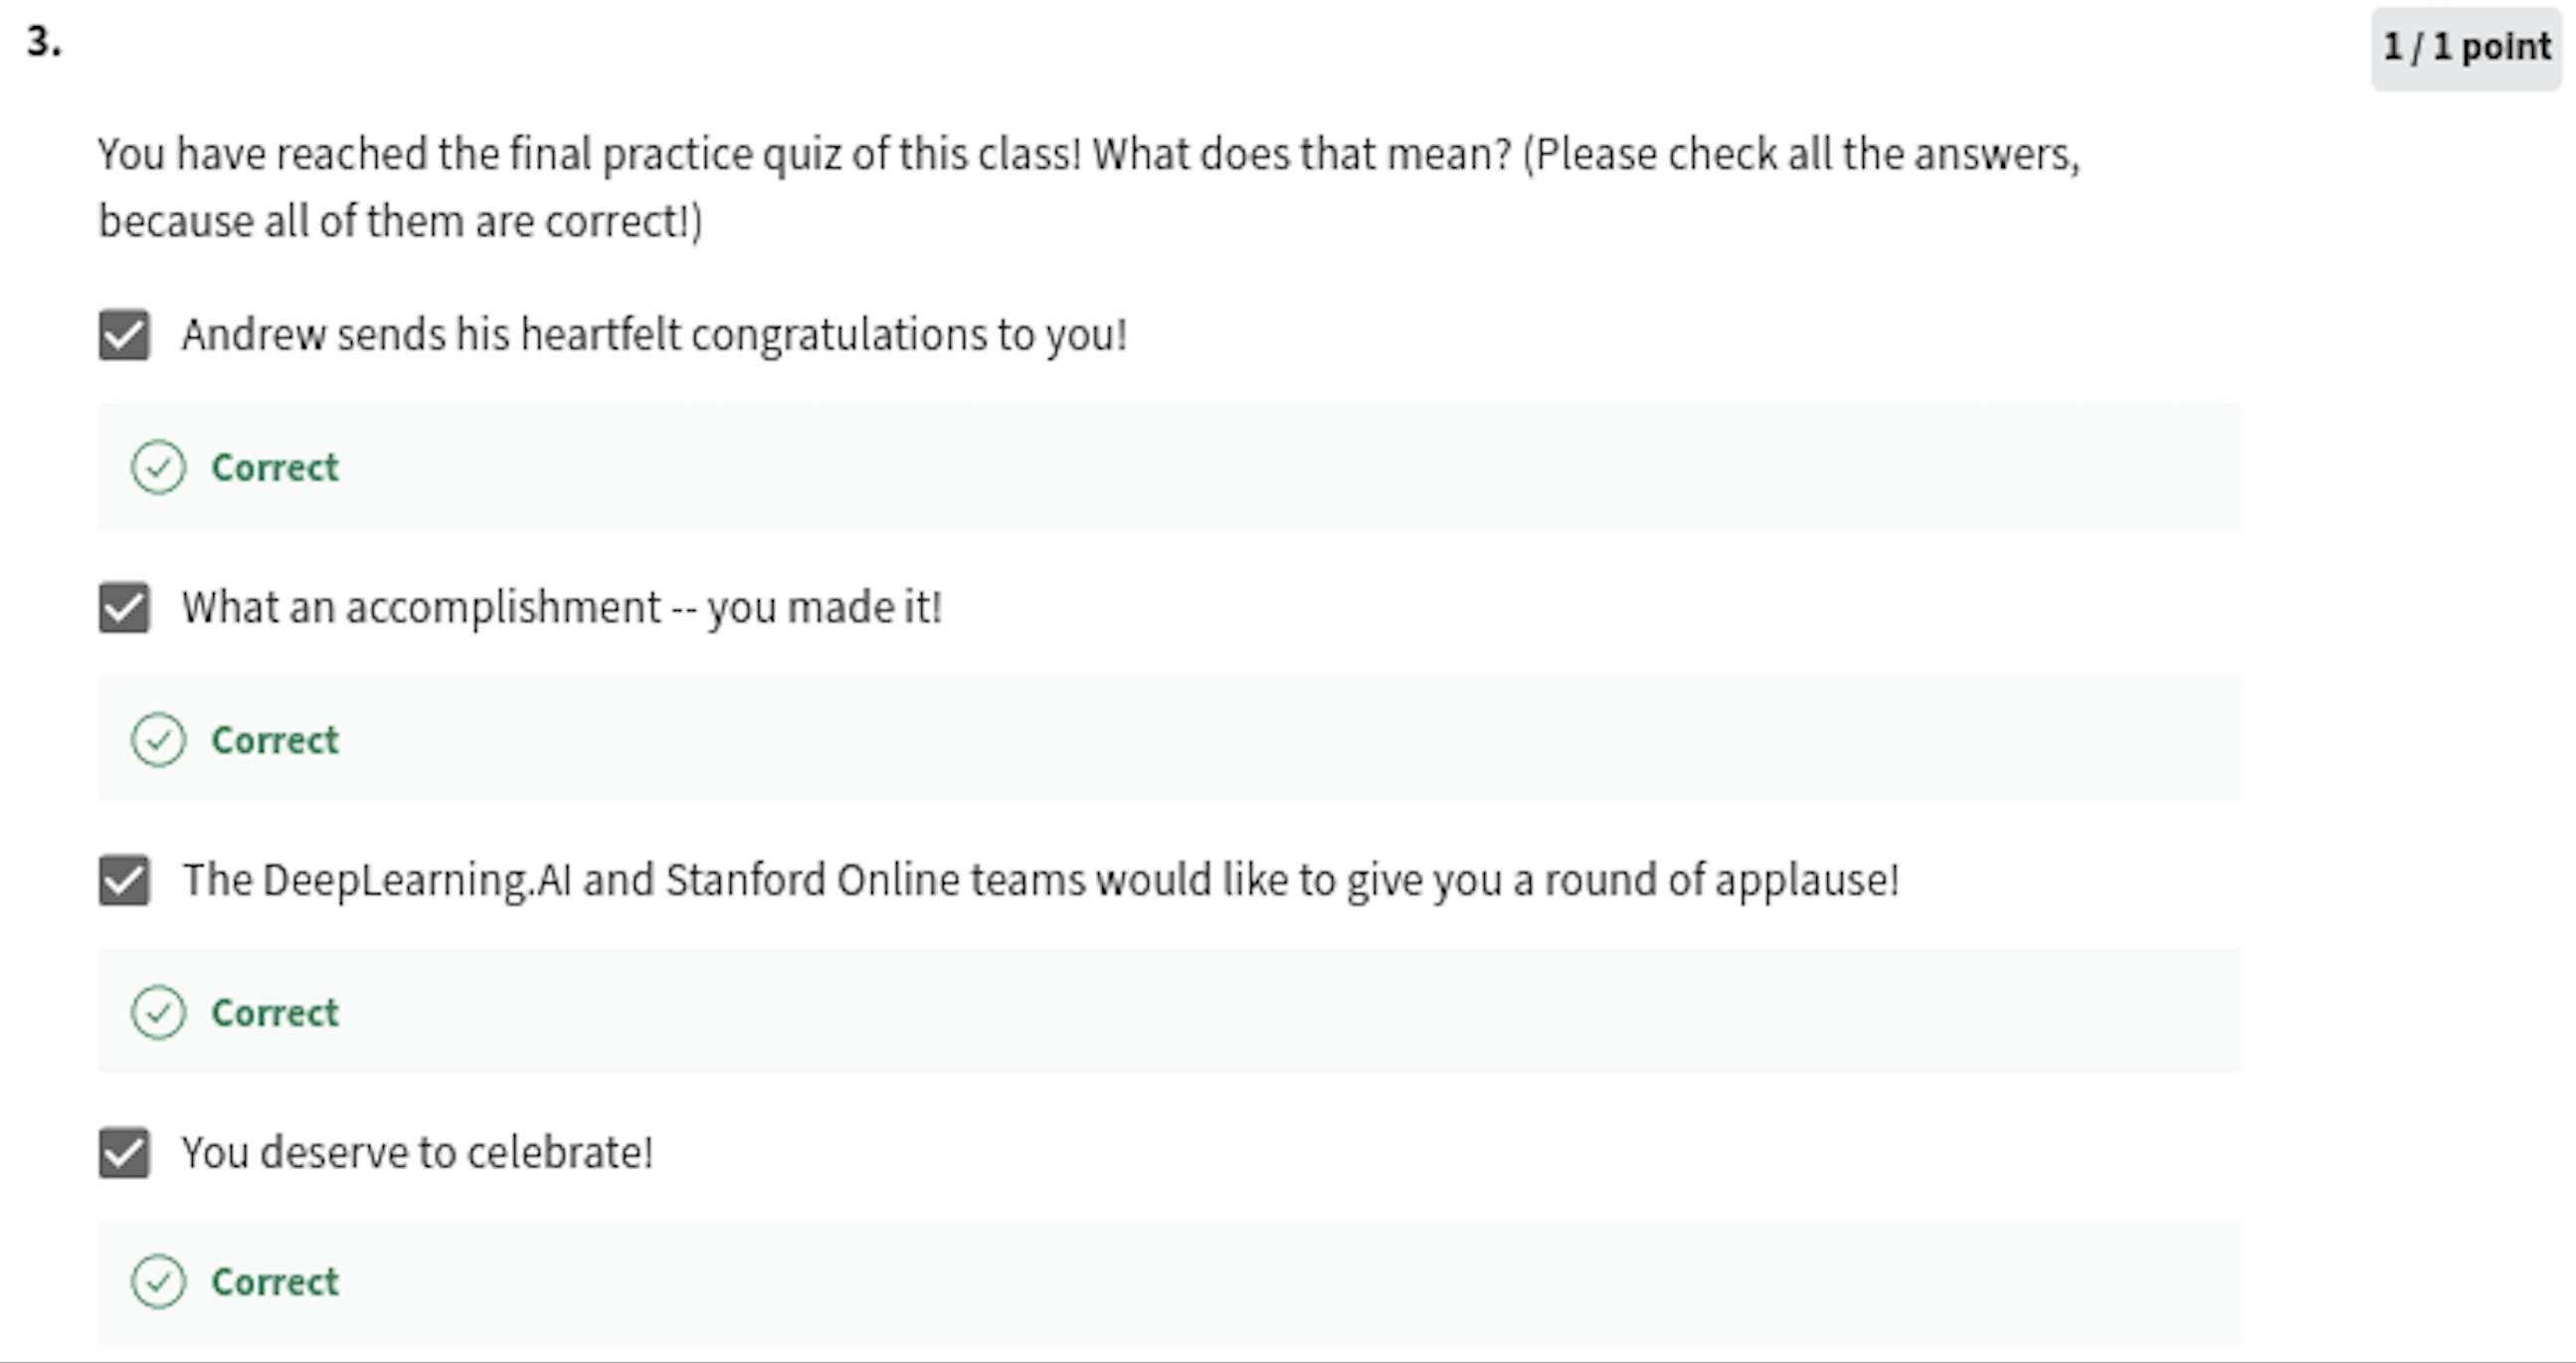 3.
1 / 1 point
You have reached the final practice quiz of this class! What does that mean? (Please check all the answers,
because all of them are correct!)
Andrew sends his heartfelt congratulations to you!
Correct
What an accomplishment -- you made it!
Correct
The DeepLearning.AI and Stanford Online teams would like to give you a round of applause!
Correct
You deserve to celebrate!
Correct